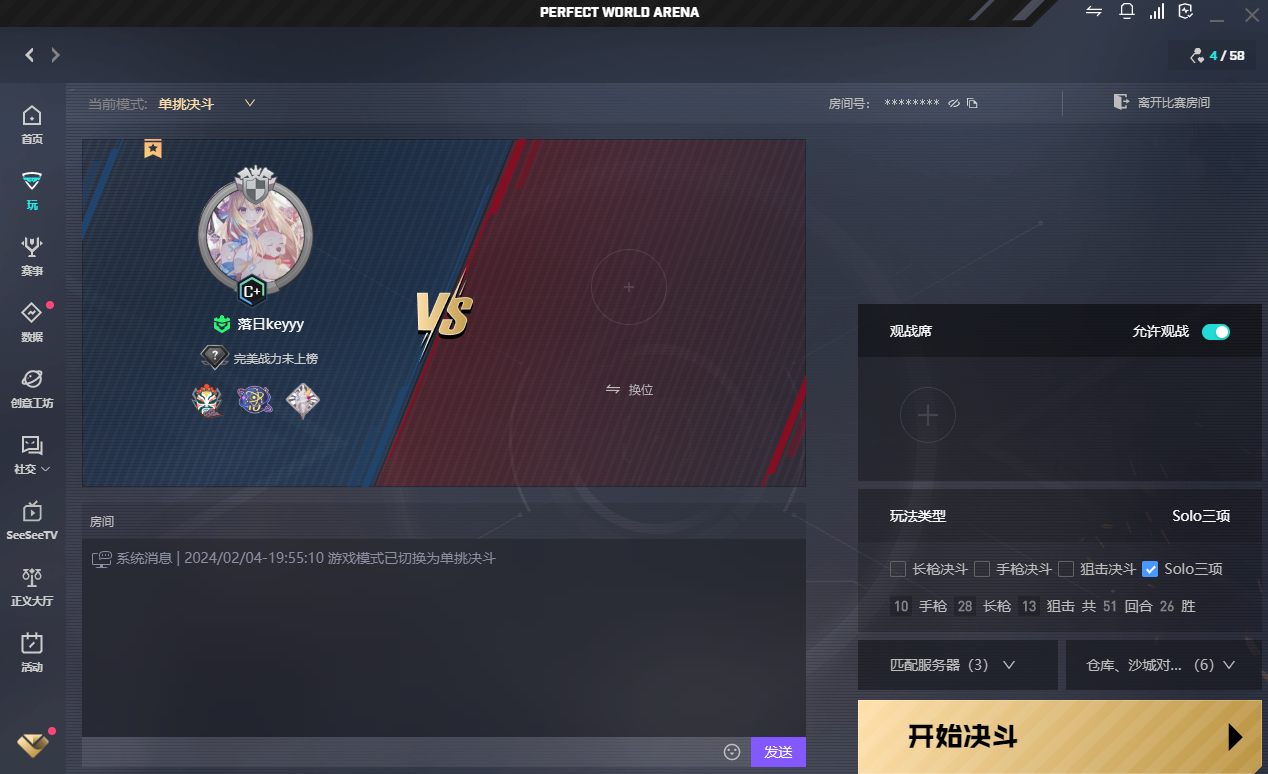 PERFECT WORLD ARENA
4 / 58
当前模式: 单挑决斗
房间号: ******** 离开比赛房间
首页
玩
赛事
数据
创意工坊
社交
SeeSeeTV
正义大厅
活动
C+
落日keyyy
? 完美战力未上榜
VS
换位
房间
系统消息 | 2024/02/04-19:55:10 游戏模式已切换为单挑决斗
发送
观战席 允许观战
玩法类型 Solo三项
长枪决斗 手枪决斗 狙击决斗 Solo三项
10 手枪 28 长枪 13 狙击 共 51 回合 26 胜
匹配服务器（3） 仓库、沙城对...（6）
开始决斗